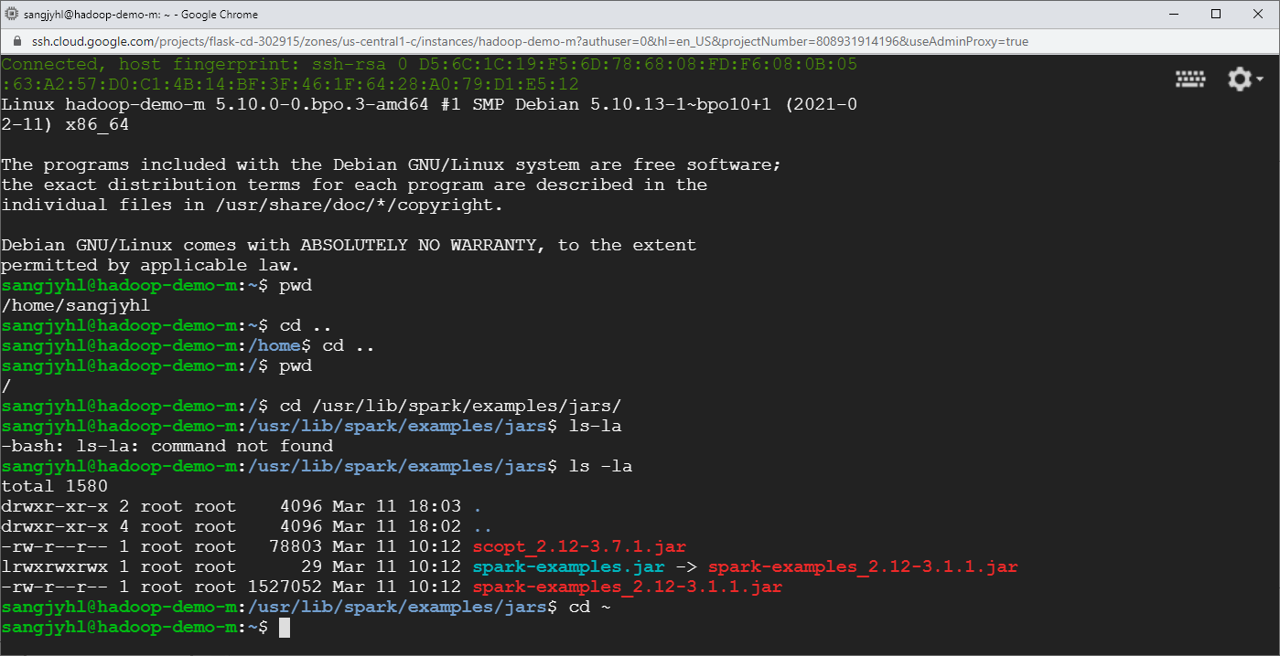 sangjyhl@hadoop-demo-m: ~ - Google Chrome
ssh.cloud.google.com/projects/flask-cd-302915/zones/us-central1-c/instances/hadoop-demo-m?authuser=0&hl=en_US&projectNumber=808931914196&useAdminProxy=true
Connected, host fingerprint: ssh-rsa 0 D5:6C:1C:19:F5:6D:78:68:08:FD:F6:08:0B:05
:63:A2:57:D0:C1:4B:14:BF:3F:46:1F:64:28:A0:79:D1:E5:12
Linux hadoop-demo-m 5.10.0-0.bpo.3-amd64 #1 SMP Debian 5.10.13-1~bpo10+1 (2021-0
2-11) x86_64
The programs included with the Debian GNU/Linux system are free software;
the exact distribution terms for each program are described in the
individual files in /usr/share/doc/*/copyright.
Debian GNU/Linux comes with ABSOLUTELY NO WARRANTY, to the extent
permitted by applicable law.
sangjyhl@hadoop-demo-m:~$ pwd
/home/sangjyhl
sangjyhl@hadoop-demo-m:~$ cd ..
sangjyhl@hadoop-demo-m:/home$ cd ..
sangjyhl@hadoop-demo-m:/$ pwd
/
sangjyhl@hadoop-demo-m:/$ cd /usr/lib/spark/examples/jars/
sangjyhl@hadoop-demo-m:/usr/lib/spark/examples/jars$ ls-la
-bash: ls-la: command not found
sangjyhl@hadoop-demo-m:/usr/lib/spark/examples/jars$ ls -la
total 1580
drwxr-xr-x 2 root root    4096 Mar 11 18:03 .
drwxr-xr-x 4 root root    4096 Mar 11 18:02 ..
-rw-r--r-- 1 root root   78803 Mar 11 10:12 scopt_2.12-3.7.1.jar
lrwxrwxrwx 1 root root      29 Mar 11 10:12 spark-examples.jar -> spark-examples_2.12-3.1.1.jar
-rw-r--r-- 1 root root 1527052 Mar 11 10:12 spark-examples_2.12-3.1.1.jar
sangjyhl@hadoop-demo-m:/usr/lib/spark/examples/jars$ cd ~
sangjyhl@hadoop-demo-m:~$